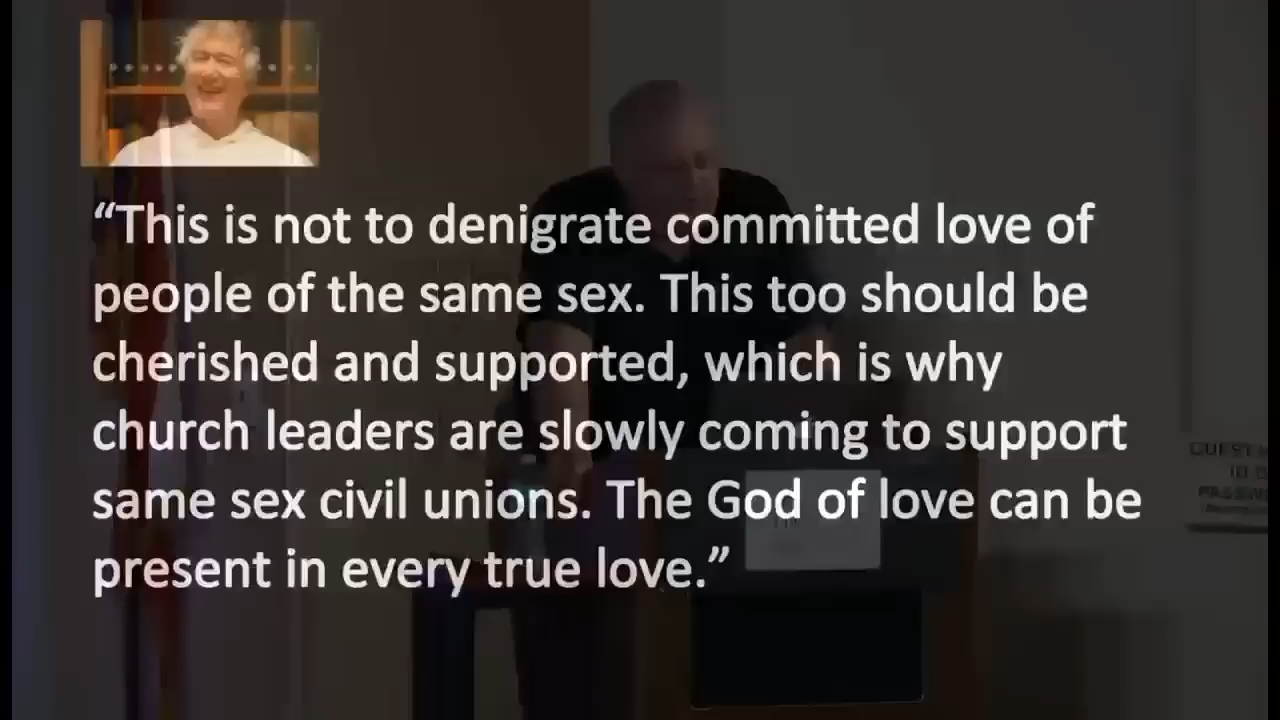 “This is not to denigrate committed love of
people of the same sex. This too should be
cherished and supported, which is why
church leaders are slowly coming to support
same sex civil unions. The God of love can be
present in every true love.”